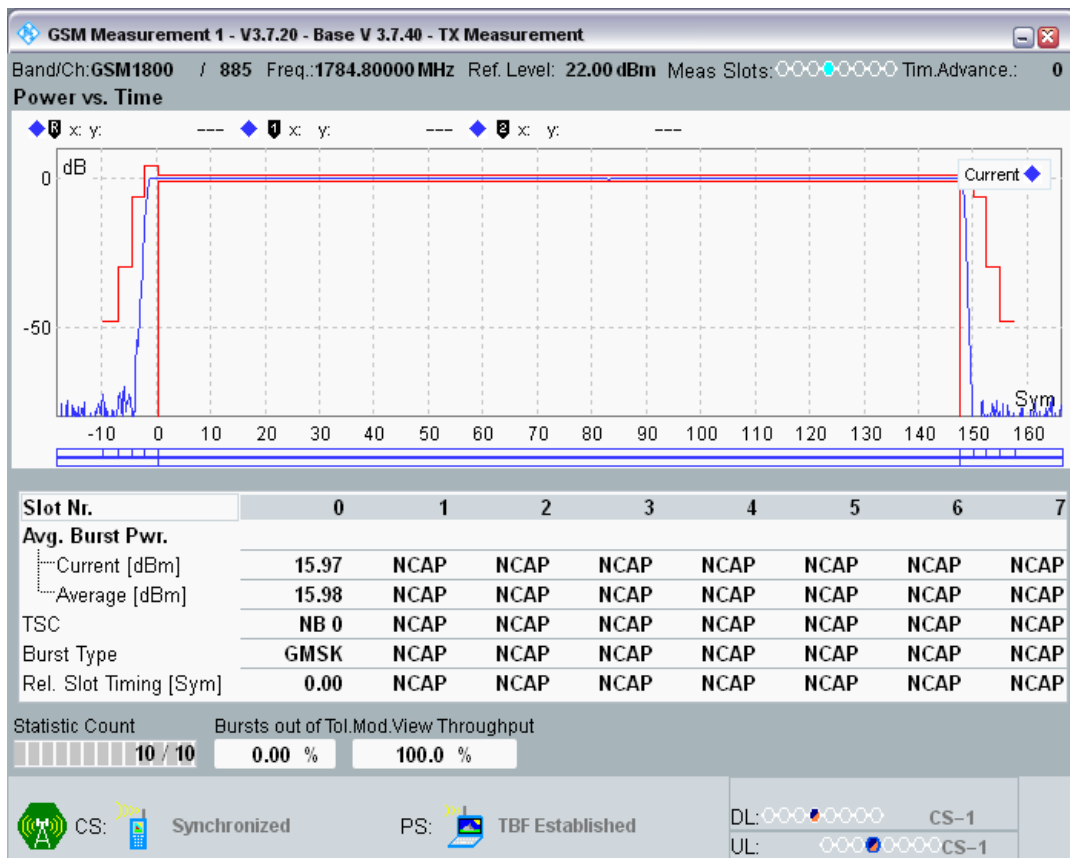 GSM Measurement 1 - V3.7.20 - Base V 3.7.40 - TX Measurement
Band/Ch:GSM1800 / 885 Freq.:1784.80000 MHz Ref. Level: 22.00 dBm Meas Slots: Tim.Advance.: 0
Power vs. Time
R x: y: --- 1 x: y: --- 2 x: y: ---
dB
Current
0
-50
Sym
-10 0 10 20 30 40 50 60 70 80 90 100 110 120 130 140 150 160
Slot Nr. 0 1 2 3 4 5 6 7
Avg. Burst Pwr.
Current [dBm] 15.97 NCAP NCAP NCAP NCAP NCAP NCAP NCAP
Average [dBm] 15.98 NCAP NCAP NCAP NCAP NCAP NCAP NCAP
TSC NB 0 NCAP NCAP NCAP NCAP NCAP NCAP NCAP
Burst Type GMSK NCAP NCAP NCAP NCAP NCAP NCAP NCAP
Rel. Slot Timing [Sym] 0.00 NCAP NCAP NCAP NCAP NCAP NCAP NCAP
Statistic Count Bursts out of Tol.Mod.View Throughput
10 / 10 0.00 % 100.0 %
CS: Synchronized PS: TBF Established
DL: CS-1
UL: CS-1